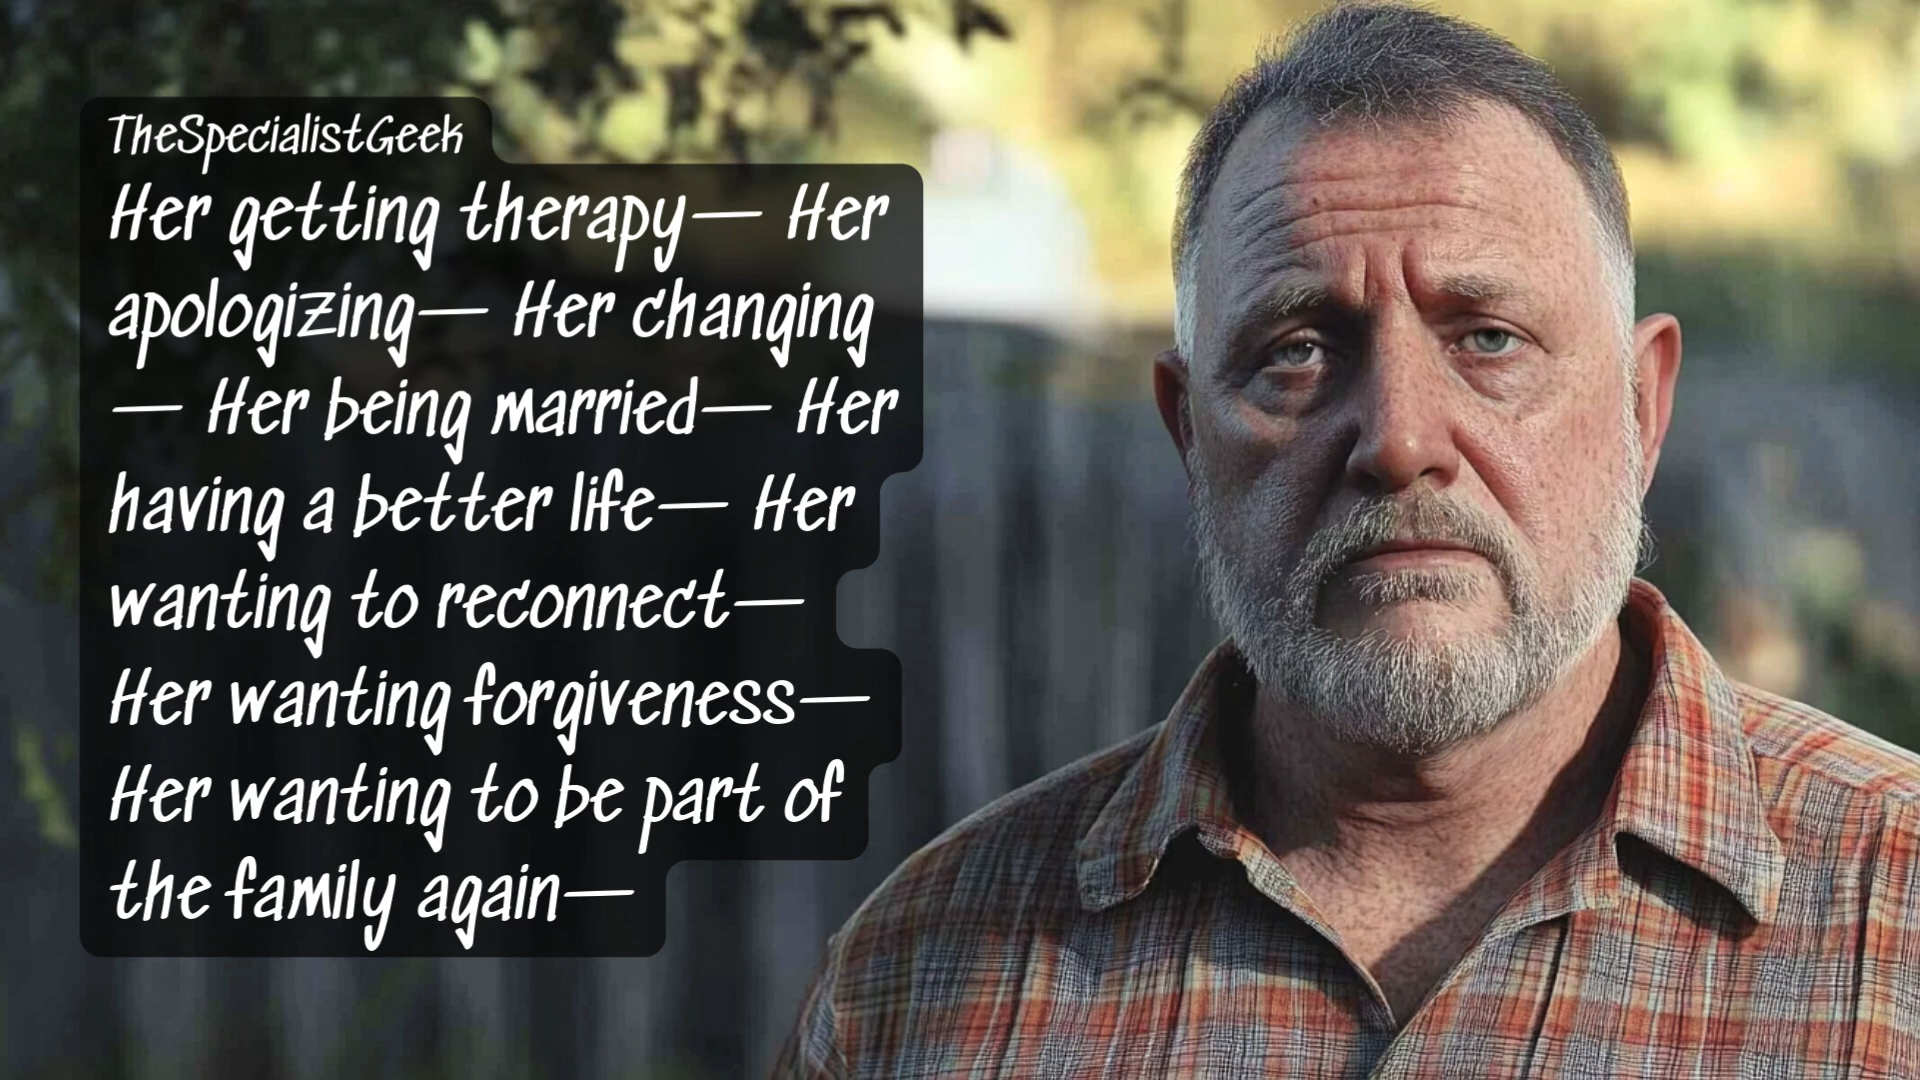 TheSpecialistGeek
Her getting therapy— Her
apologizing— Her changing
— Her being married— Her
having a better life— Her
wanting to reconnect—
Her wanting forgiveness—
Her wanting to be part of
the family again—